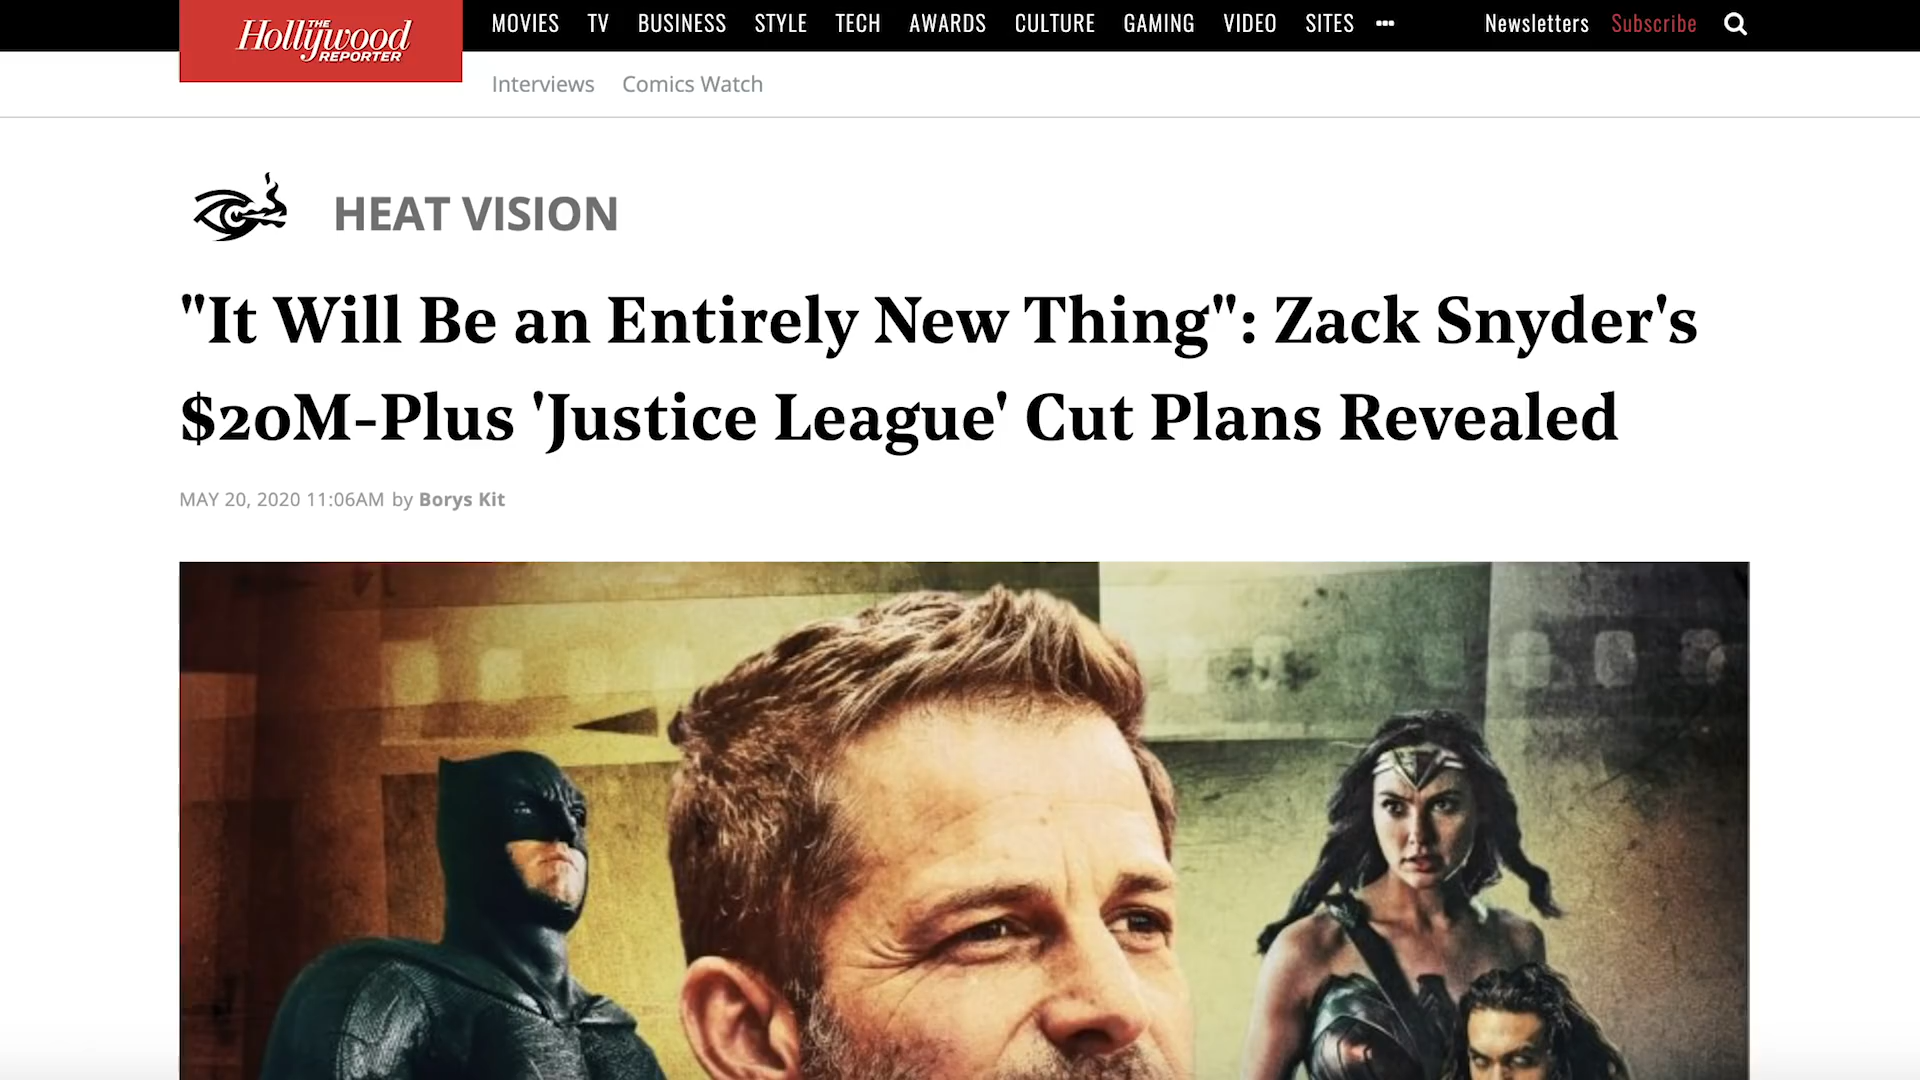 THE
Hollywood
REPORTER
MOVIES TV BUSINESS STYLE TECH AWARDS CULTURE GAMING VIDEO SITES ••• Newsletters Subscribe
Interviews Comics Watch
HEAT VISION
"It Will Be an Entirely New Thing": Zack Snyder's
$20M-Plus 'Justice League' Cut Plans Revealed
MAY 20, 2020 11:06AM by Borys Kit